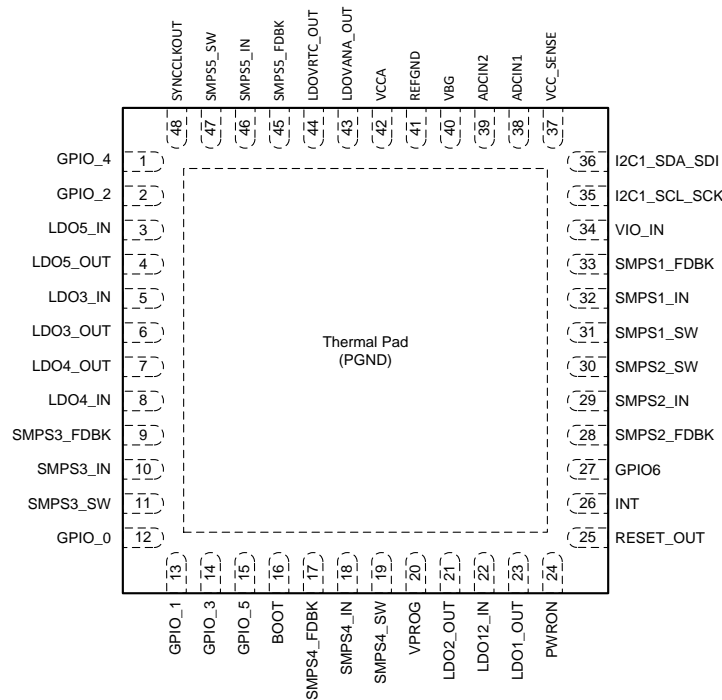 SYNCCLKOUT
SMPS5_SW
SMPS5_IN
SMPS5_FDBK
LDOVRTC_OUT
LDOVANA_OUT
VCCA
REFGND
VBG
ADCIN2
ADCIN1
VCC_SENSE
48
47
46
45
44
43
42
41
40
39
38
37
GPIO_4 1
GPIO_2 2
LDO5_IN 3
LDO5_OUT 4
LDO3_IN 5
LDO3_OUT 6
LDO4_OUT 7
LDO4_IN 8
SMPS3_FDBK 9
SMPS3_IN 10
SMPS3_SW 11
GPIO_0 12
Thermal Pad
(PGND)
36 I2C1_SDA_SDI
35 I2C1_SCL_SCK
34 VIO_IN
33 SMPS1_FDBK
32 SMPS1_IN
31 SMPS1_SW
30 SMPS2_SW
29 SMPS2_IN
28 SMPS2_FDBK
27 GPIO6
26 INT
25 RESET_OUT
13
14
15
16
17
18
19
20
21
22
23
24
GPIO_1
GPIO_3
GPIO_5
BOOT
SMPS4_FDBK
SMPS4_IN
SMPS4_SW
VPROG
LDO2_OUT
LDO12_IN
LDO1_OUT
PWRON